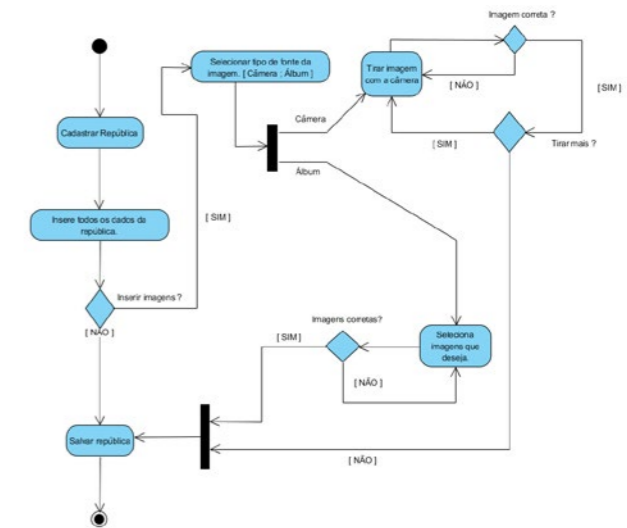 Imagem correta ?
Selecionar tipo de fonte da
imagem. [ Câmera ; Álbum ]
Tirar imagem
com a câmera
[ NÃO ]
[ SIM ]
Câmera
Cadastrar República
[ SIM ]
Tirar mais ?
Álbum
Insere todos os dados da
república.
[ SIM ]
Inserir imagens ?
[ NÃO ]
Imagens corretas?
[ SIM ]
Seleciona
imagens que
deseja.
[ NÃO ]
Salvar república
[ NÃO ]